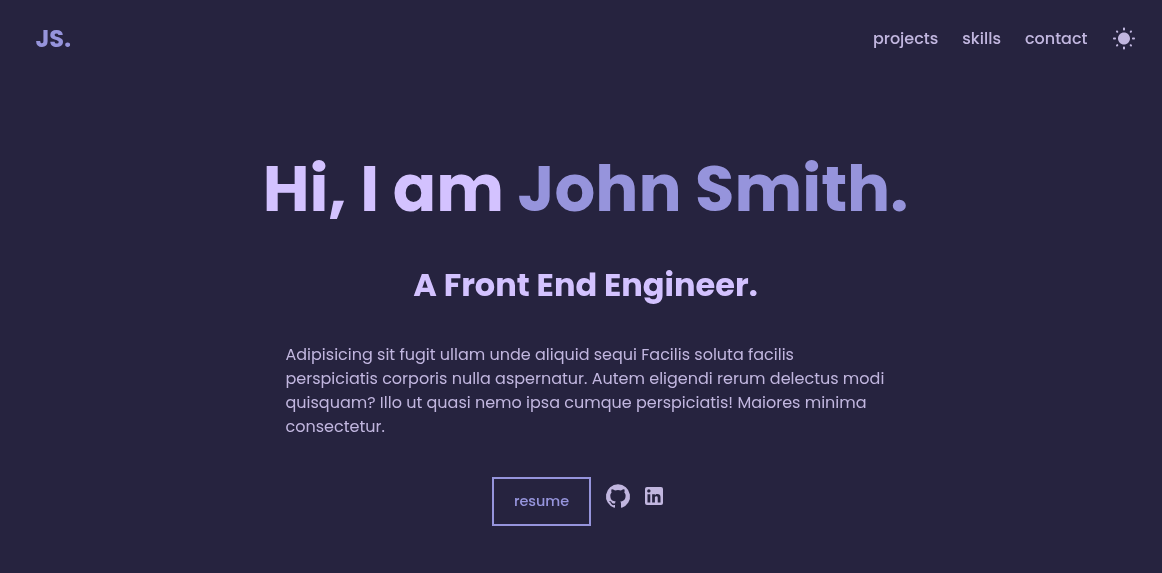 JS.
projects skills contact
Hi, I am John Smith.
A Front End Engineer.
Adipisicing sit fugit ullam unde aliquid sequi Facilis soluta facilis
perspiciatis corporis nulla aspernatur. Autem eligendi rerum delectus modi
quisquam? Illo ut quasi nemo ipsa cumque perspiciatis! Maiores minima
consectetur.
resume